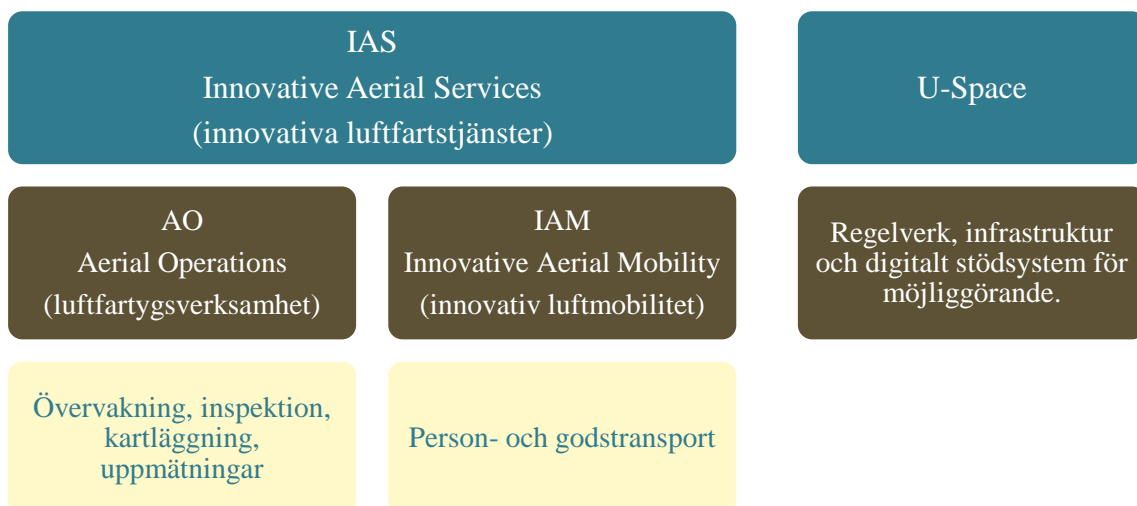 IAS
Innovative Aerial Services
(innovativa luftfartstjänster)
U-Space
AO
Aerial Operations
(luftfartygsverksamhet)
IAM
Innovative Aerial Mobility
(innovativ luftmobilitet)
Regelverk, infrastruktur
och digitalt stödsystem för
möjliggörande.
Övervakning, inspektion,
kartläggning,
uppmätningar
Person- och godstransport